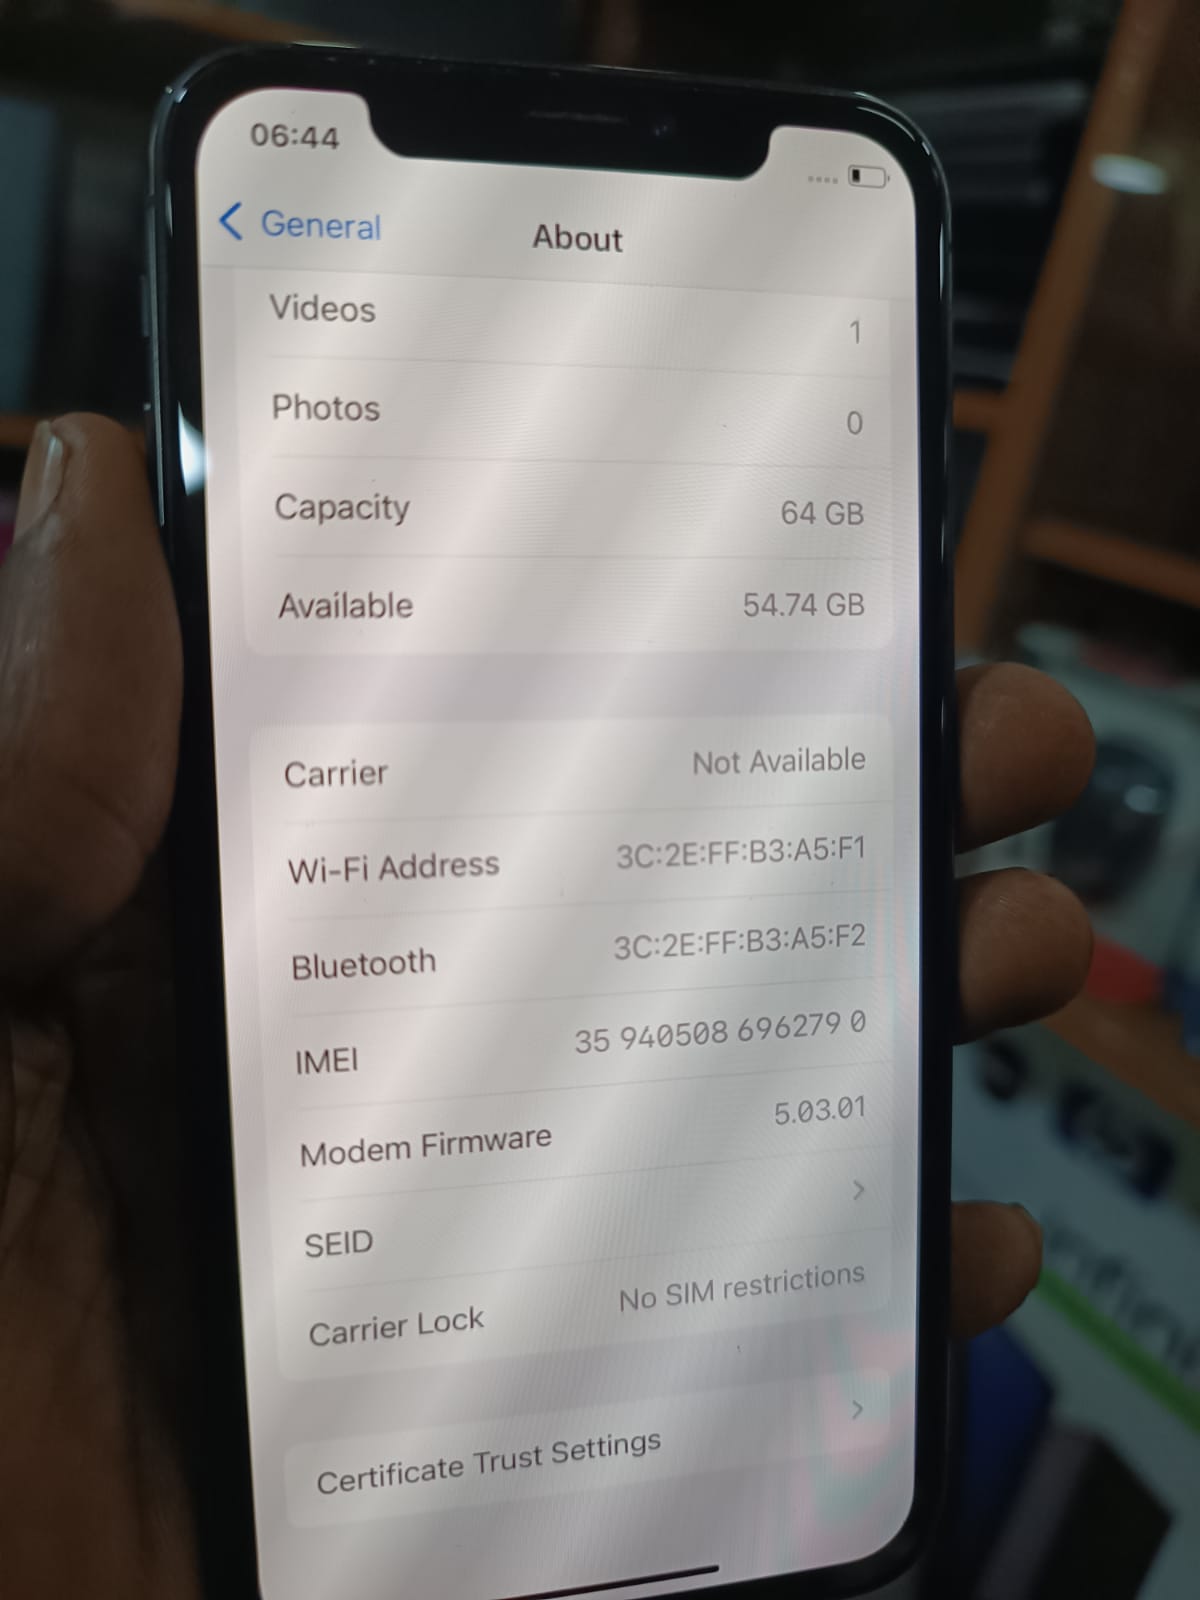 06:44
General
About
Videos 1
Photos 0
Capacity 64 GB
Available 54.74 GB
Carrier Not Available
Wi-Fi Address 3C:2E:FF:B3:A5:F1
Bluetooth 3C:2E:FF:B3:A5:F2
IMEI 35 940508 696279 0
Modem Firmware 5.03.01
SEID
Carrier Lock No SIM restrictions
Certificate Trust Settings